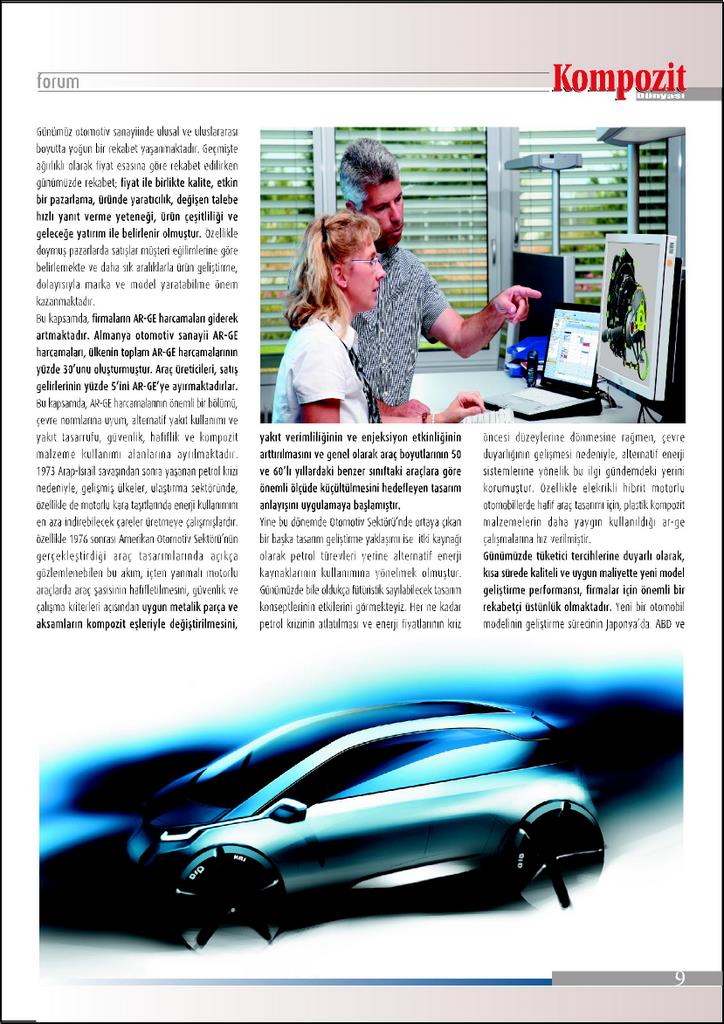 forum
Kompozit
Dünyası
Günümüz otomotiv sanayiinde ulusal ve uluslararası
boyutta yoğun bir rekabet yaşanmaktadır. Geçmişte
ağırlıklı olarak fiyat esasına göre rekabet edilirken
günümüzde rekabet; fiyat ile birlikte kalite, etkin
bir pazarlama, üründe yaratıcılık, değişen talebe
hızlı yanıt verme yeteneği, ürün çeşitliliği ve
geleceğe yatırım ile belirlenir olmuştur. Özellikle
doymuş pazarlarda satışlar müşteri eğilimlerine göre
belirlemekte ve daha sık aralıklarla ürün geliştirme,
dolayısıyla marka ve model yaratabilme önem
kazanmaktadır.
Bu kapsamda, firmaların AR-GE harcamaları giderek
artmaktadır. Almanya otomotiv sanayii AR-GE
harcamaları, ülkenin toplam AR-GE harcamalarının
yüzde 30'unu oluşturmuştur. Araç üreticileri, satış
gelirlerinin yüzde 5'ini AR-GE'ye ayırmaktadırlar.
Bu kapsamda, AR-GE harcamalarının önemli bir bölümü,
çevre normlarına uyum, alternatif yakıt kullanımı ve
yakıt tasarrufu, güvenlik, hafiflik ve kompozit
malzeme kullanımı alanlarına ayrılmaktadır.
1973 Arap-İsrail savaşından sonra yaşanan petrol krizi
nedeniyle, gelişmiş ülkeler, ulaştırma sektöründe,
özellikle de motorlu kara taşıtlarında enerji kullanımını
en aza indirebilecek çareler üretmeye çalışmışlardır.
özellikle 1976 sonrası Amerikan Otomotiv Sektörü'nün
gerçekleştirdiği araç tasarımlarında açıkça
gözlemlenebilen bu akım, içten yanmalı motorlu
araçlarda araç şasisinin hafifletilmesini, güvenlik ve
çalışma kriterleri açısından uygun metalik parça ve
aksamların kompozit eşleriyle değiştirilmesini,
yakıt verimliliğinin ve enjeksiyon etkinliğinin
arttırılmasını ve genel olarak araç boyutlarının 50
ve 60'lı yıllardaki benzer sınıftaki araçlara göre
önemli ölçüde küçültülmesini hedefleyen tasarım
anlayışını uygulamaya başlamıştır.
Yine bu dönemde Otomotiv Sektörü'nde ortaya çıkan
bir başka tasarım geliştirme yaklaşımı ise itki kaynağı
olarak petrol türevleri yerine alternatif enerji
kaynaklarının kullanımına yönelmek olmuştur.
Günümüzde bile oldukça fütüristik sayılabilecek tasarım
konseptlerinin etkilerini görmekteyiz. Her ne kadar
petrol krizinin atlatılması ve enerji fiyatlarının kriz
öncesi düzeylerine dönmesine rağmen, çevre
duyarlığının gelişmesi nedeniyle, alternatif enerji
sistemlerine yönelik bu ilgi gündemdeki yerini
korumuştur. Özellikle elekrikli hibrit motorlu
otomobillerde hafif araç tasarımı için, plastik kompozit
malzemelerin daha yaygın kullanıldığı ar-ge
çalışmalarına hız verilmiştir.
Günümüzde tüketici tercihlerine duyarlı olarak,
kısa sürede kaliteli ve uygun maliyette yeni model
geliştirme performansı, firmalar için önemli bir
rekabetçi üstünlük olmaktadır. Yeni bir otomobil
modelinin geliştirme sürecinin Japonya'da. ABD ve
9